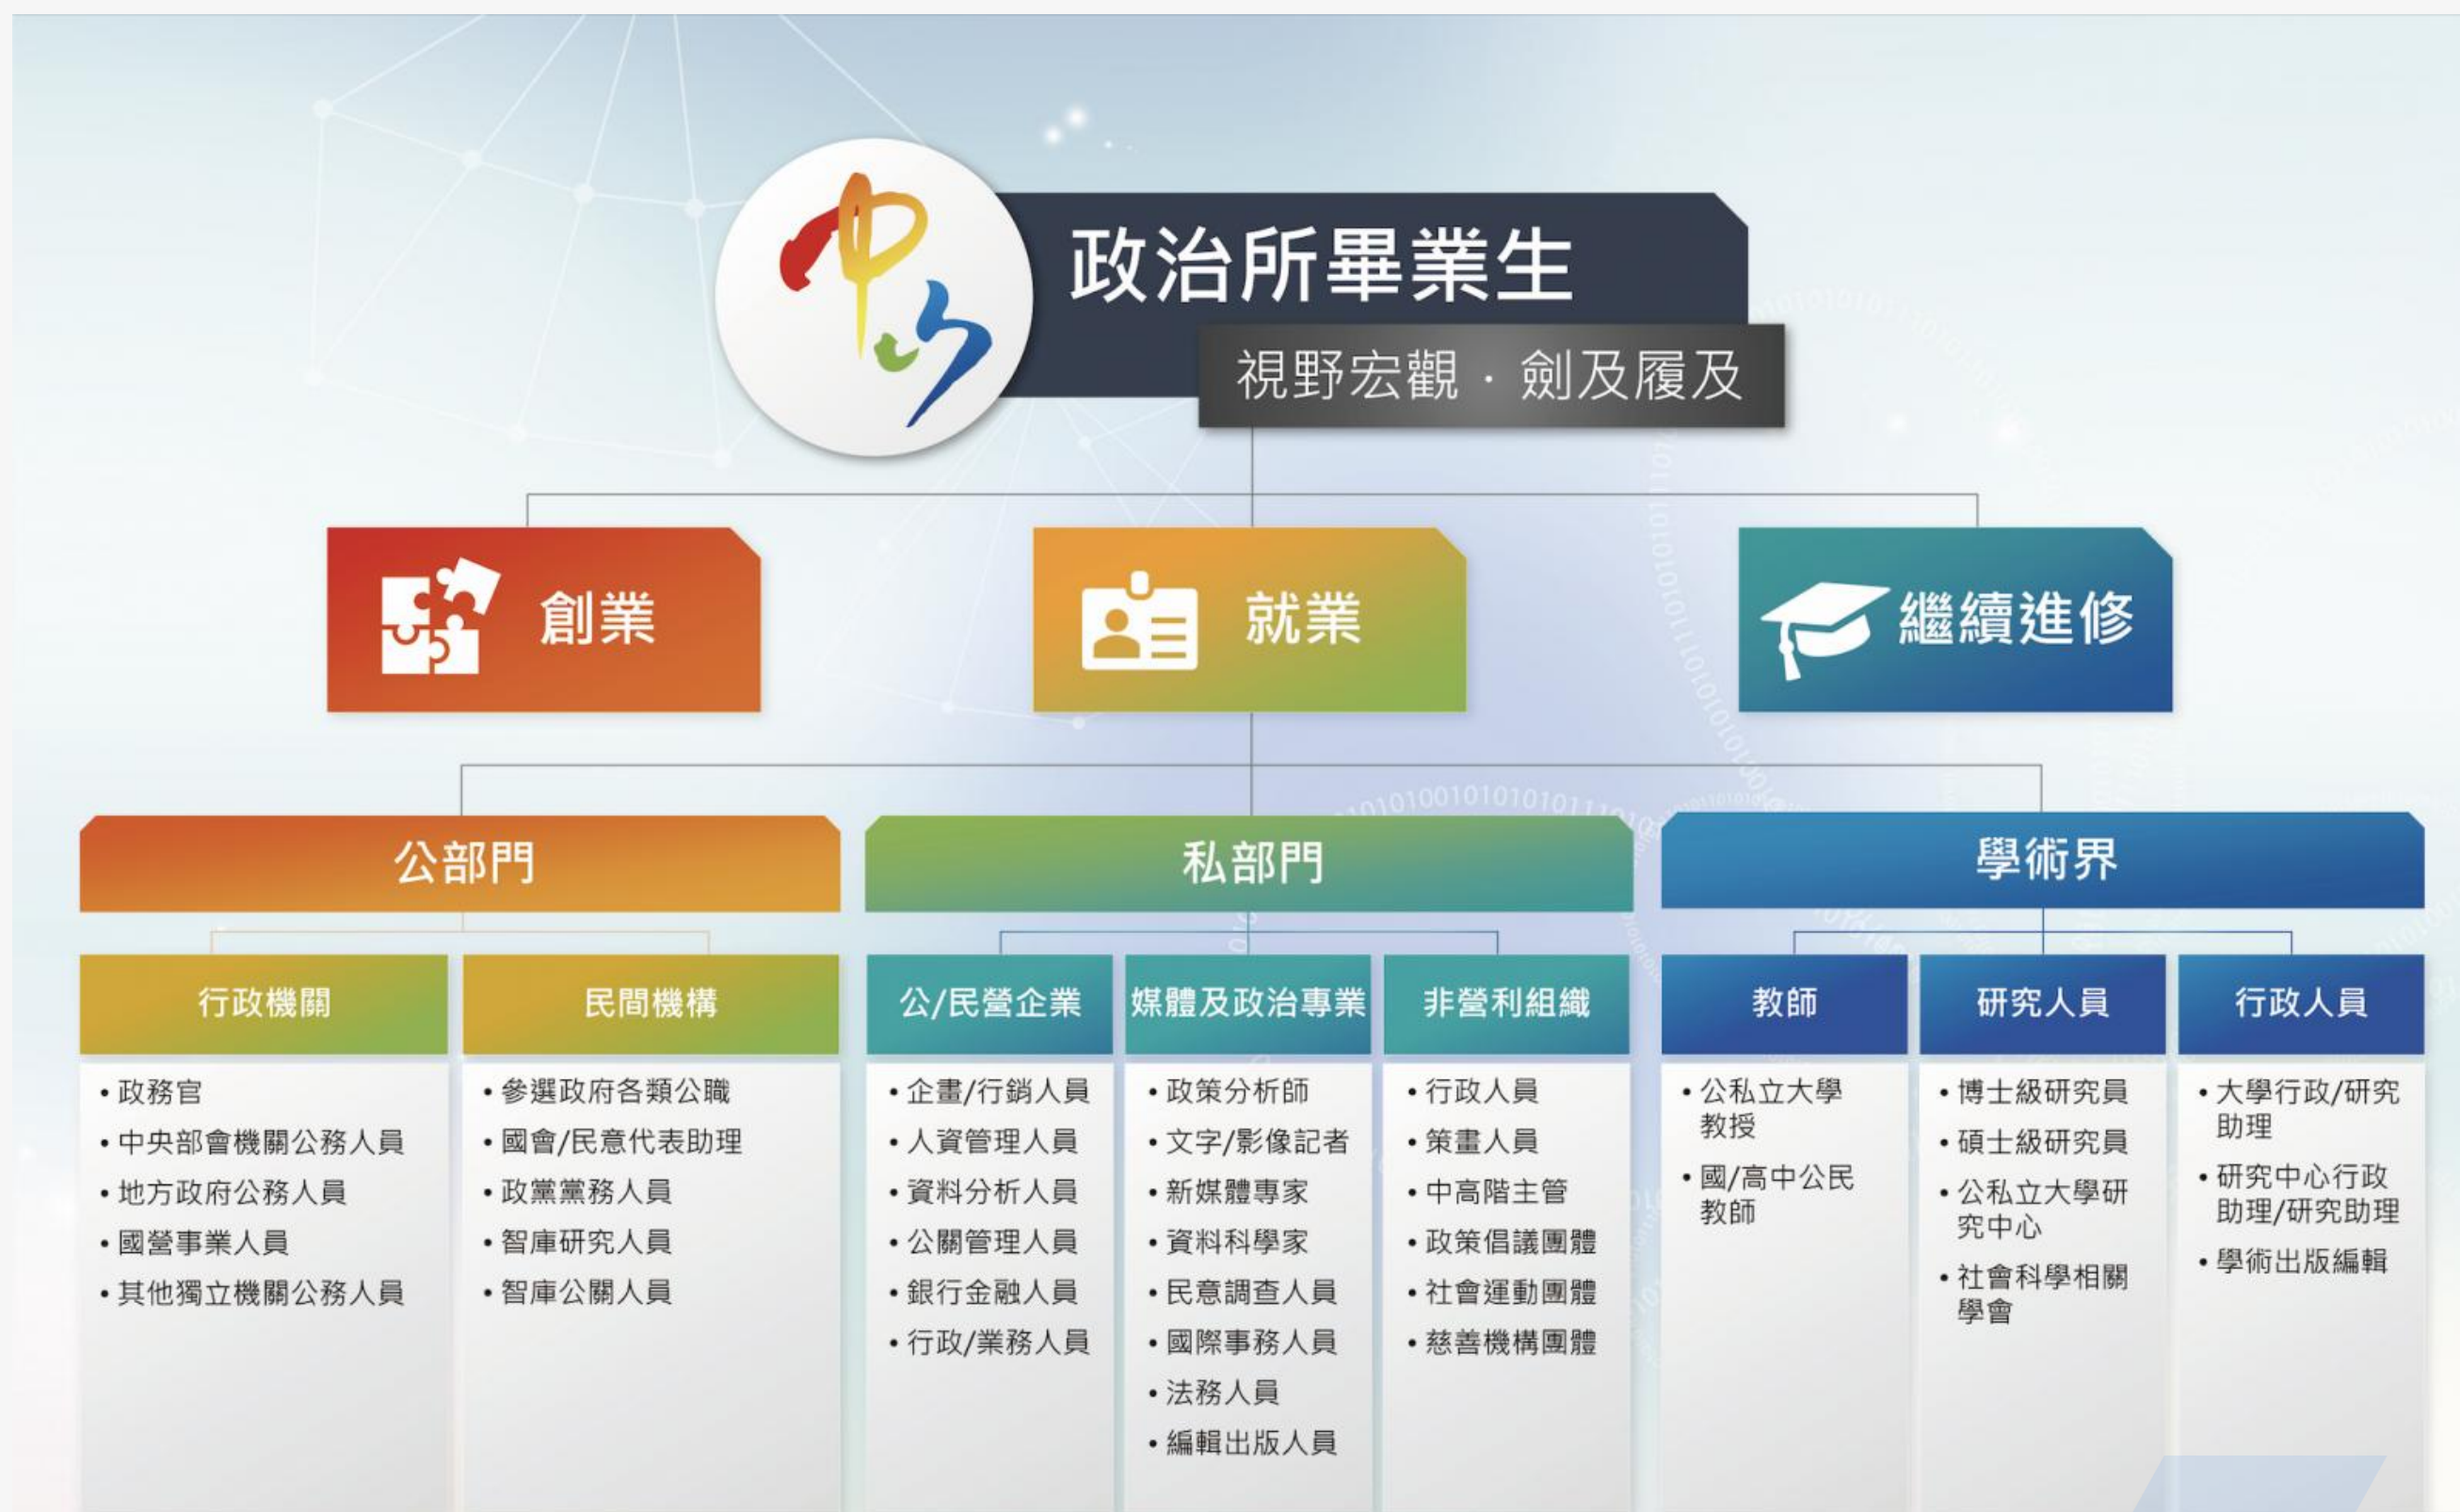 中山
政治所畢業生
視野宏觀．劍及履及
創業
就業
繼續進修
公部門
私部門
學術界
行政機關
民間機構
公/民營企業
媒體及政治專業
非營利組織
教師
研究人員
行政人員
• 政務官
• 中央部會機關公務人員
• 地方政府公務人員
• 國營事業人員
• 其他獨立機關公務人員
• 參選政府各類公職
• 國會/民意代表助理
• 政黨黨務人員
• 智庫研究人員
• 智庫公關人員
• 企畫/行銷人員
• 人資管理人員
• 資料分析人員
• 公關管理人員
• 銀行金融人員
• 行政/業務人員
• 政策分析師
• 文字/影像記者
• 新媒體專家
• 資料科學家
• 民意調查人員
• 國際事務人員
• 法務人員
• 編輯出版人員
• 行政人員
• 策畫人員
• 中高階主管
• 政策倡議團體
• 社會運動團體
• 慈善機構團體
• 公私立大學
教授
• 國/高中公民
教師
• 博士級研究員
• 碩士級研究員
• 公私立大學研
究中心
• 社會科學相關
學會
• 大學行政/研究
助理
• 研究中心行政
助理/研究助理
• 學術出版編輯